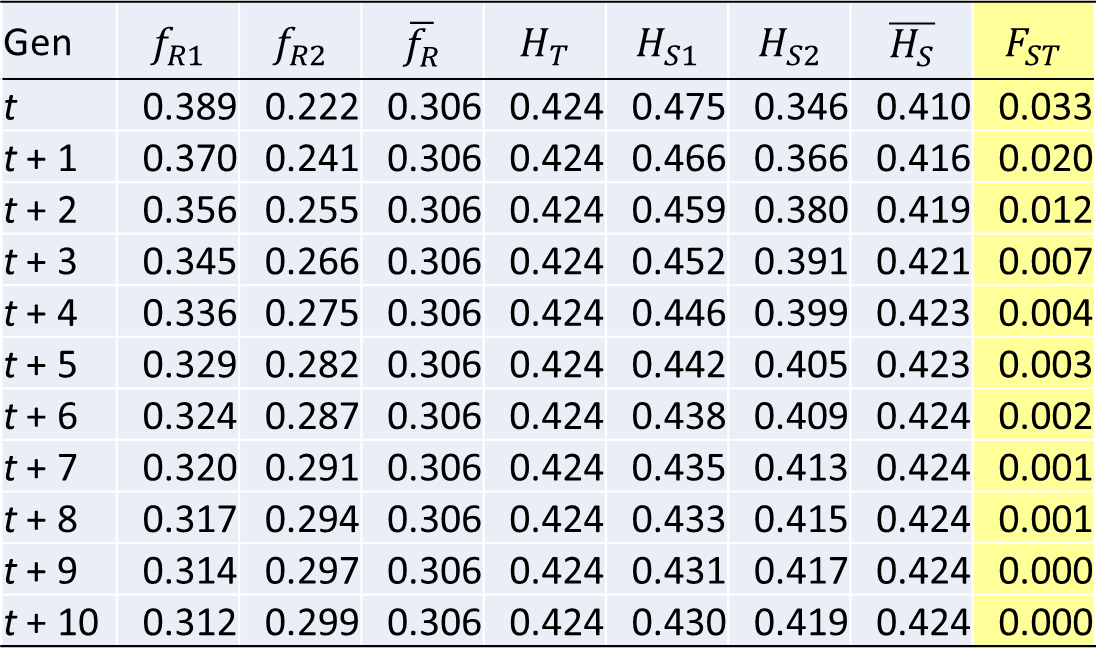 Gen f_R1 f_R2 f̅_R H_T H_S1 H_S2 H̅_S F_ST
t 0.389 0.222 0.306 0.424 0.475 0.346 0.410 0.033
t + 1 0.370 0.241 0.306 0.424 0.466 0.366 0.416 0.020
t + 2 0.356 0.255 0.306 0.424 0.459 0.380 0.419 0.012
t + 3 0.345 0.266 0.306 0.424 0.452 0.391 0.421 0.007
t + 4 0.336 0.275 0.306 0.424 0.446 0.399 0.423 0.004
t + 5 0.329 0.282 0.306 0.424 0.442 0.405 0.423 0.003
t + 6 0.324 0.287 0.306 0.424 0.438 0.409 0.424 0.002
t + 7 0.320 0.291 0.306 0.424 0.435 0.413 0.424 0.001
t + 8 0.317 0.294 0.306 0.424 0.433 0.415 0.424 0.001
t + 9 0.314 0.297 0.306 0.424 0.431 0.417 0.424 0.000
t + 10 0.312 0.299 0.306 0.424 0.430 0.419 0.424 0.000